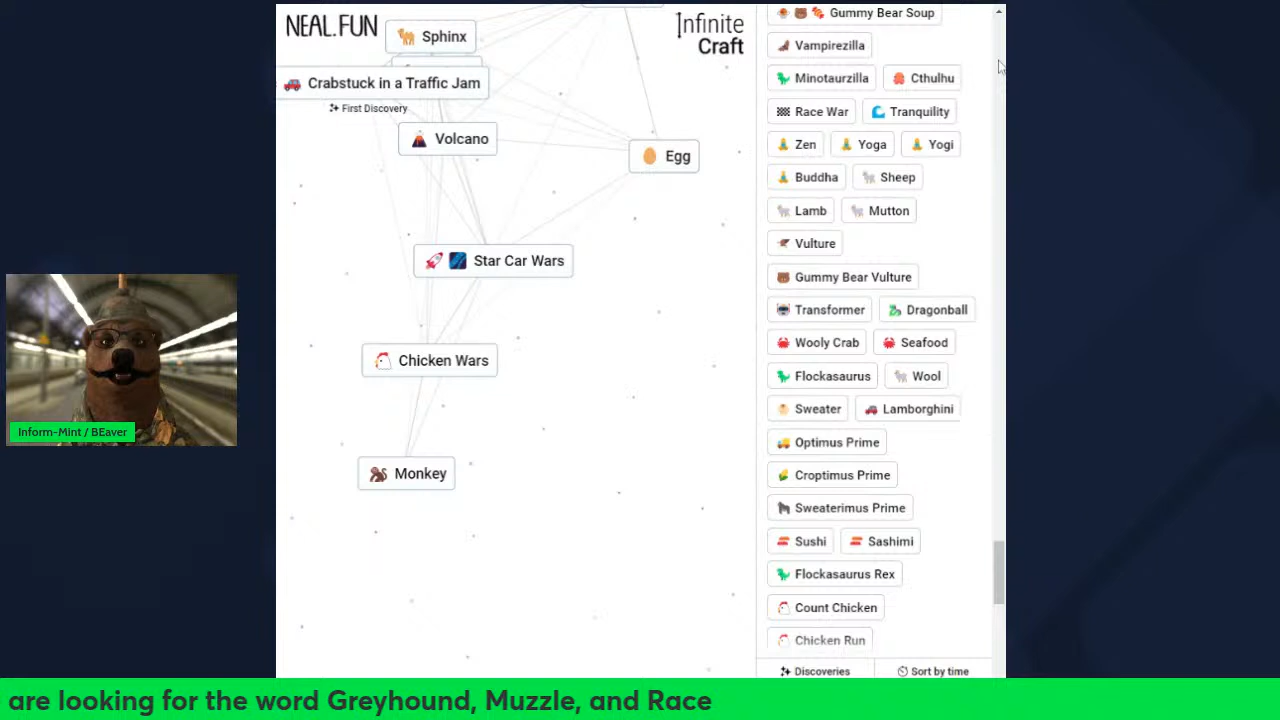 NEAL.FUN
Infinite
Craft
Sphinx
Crabstuck in a Traffic Jam
First Discovery
Volcano
Egg
Star Car Wars
Chicken Wars
Monkey
Gummy Bear Soup
Vampirezilla
Minotaurzilla Cthulhu
Race War Tranquility
Zen Yoga Yogi
Buddha Sheep
Lamb Mutton
Vulture
Gummy Bear Vulture
Transformer Dragonball
Wooly Crab Seafood
Flockasaurus Wool
Sweater Lamborghini
Optimus Prime
Croptimus Prime
Sweaterimus Prime
Sushi Sashimi
Flockasaurus Rex
Count Chicken
Chicken Run
Discoveries Sort by time
Inform-Mint / BEaver
are looking for the word Greyhound, Muzzle, and Race